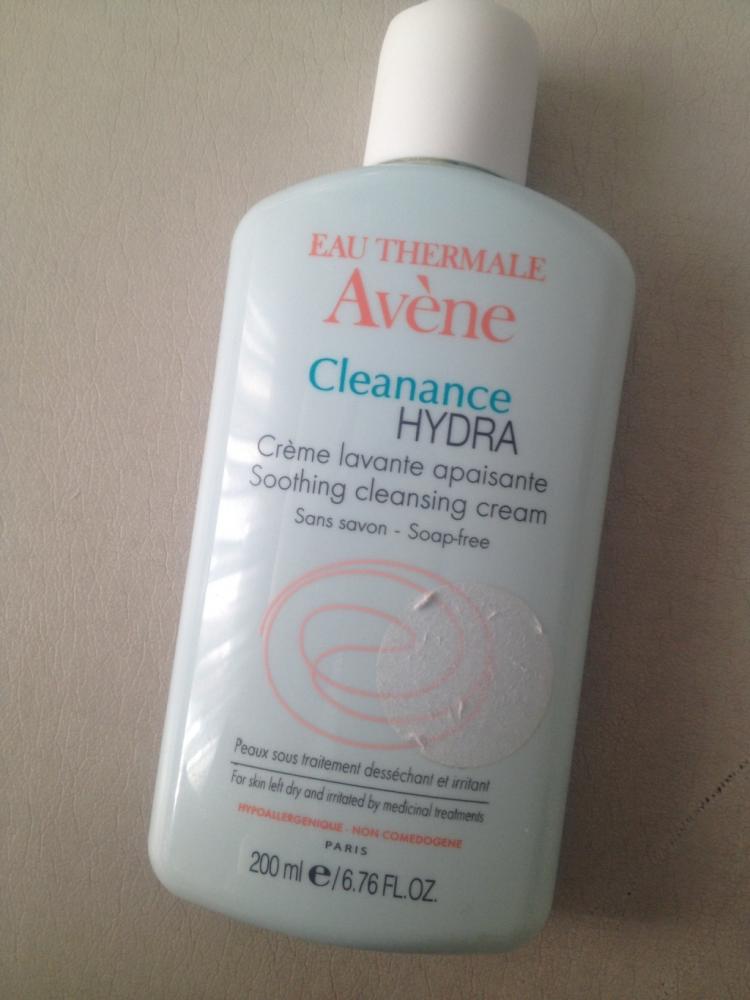 EAU THERMALE
Avène
Cleanance
HYDRA
Crème lavante apaisante
Soothing cleansing cream
Sans savon - Soap-free
Peaux sous traitement desséchant et irritant
For skin left dry and irritated by medicinal treatments
HYPOALLERGENIQUE - NON COMEDOGENE
PARIS
200 ml e/6.76 FL.OZ.